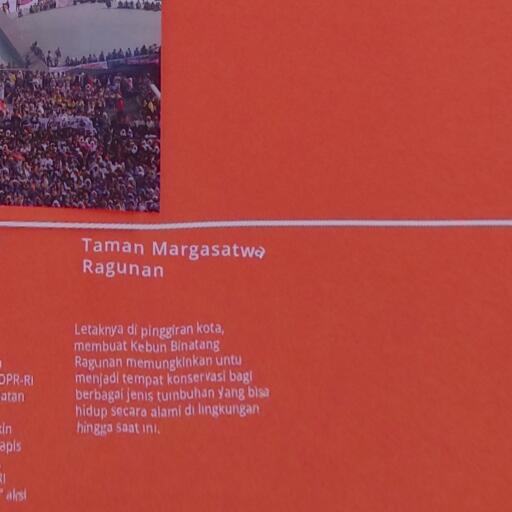 Taman Margasatwa
Ragunan
Letaknya di pinggiran kota,
membuat Kebun Binatang
Ragunan memungkinkan untu
menjadi tempat konservasi bagi
berbagai jenis tumbuhan yang bisa
hidup secara alami di lingkungan
hingga saat ini.
DPR-RI
atan
kin
apis
RI
" aksi